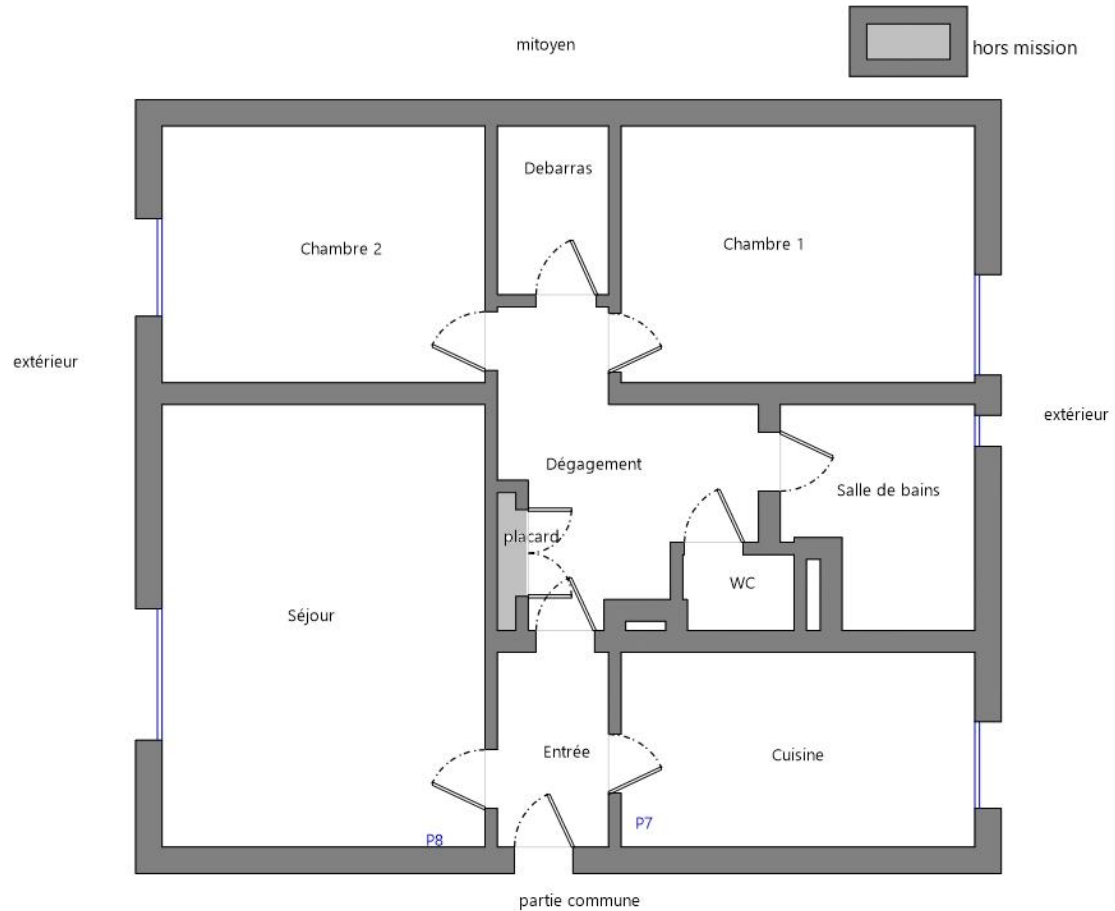 mitoyen
hors mission
Debarras
Chambre 2
Chambre 1
extérieur
extérieur
Dégagement
Salle de bains
placard
WC
Séjour
Entrée
Cuisine
P7
P8
partie commune